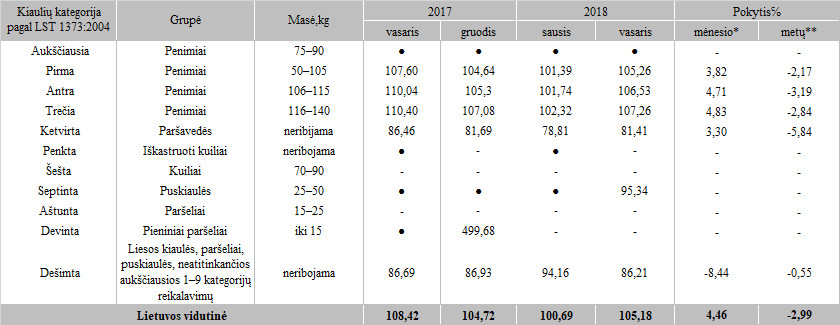 Kiaulių kategorija pagal LST 1373:2004 Grupė Masė,kg 2017 2018 Pokytis%
vasaris gruodis sausis vasaris mėnesio* metų**
Aukščiausia Penimiai 75–90 ● ● ● ● - -
Pirma Penimiai 50–105 107,60 104,64 101,39 105,26 3,82 -2,17
Antra Penimiai 106–115 110,04 105,3 101,74 106,53 4,71 -3,19
Trečia Penimiai 116–140 110,40 107,08 102,32 107,26 4,83 -2,84
Ketvirta Paršavedės neribijama 86,46 81,69 78,81 81,41 3,30 -5,84
Penkta Iškastruoti kuiliai neribojama ● - ● - - -
Šešta Kuiliai 70–90 - - - - - -
Septinta Puskiaulės 25–50 ● ● ● 95,34 - -
Aštunta Paršeliai 15–25 - - - - - -
Devinta Pieniniai paršeliai iki 15 ● 499,68 - - - -
Dešimta Liesos kiaulės, paršeliai, puskiaulės, neatitinkančios aukščiausios 1–9 kategorijų reikalavimų neribojama 86,69 86,93 94,16 86,21 -8,44 -0,55
Lietuvos vidutinė 108,42 104,72 100,69 105,18 4,46 -2,99